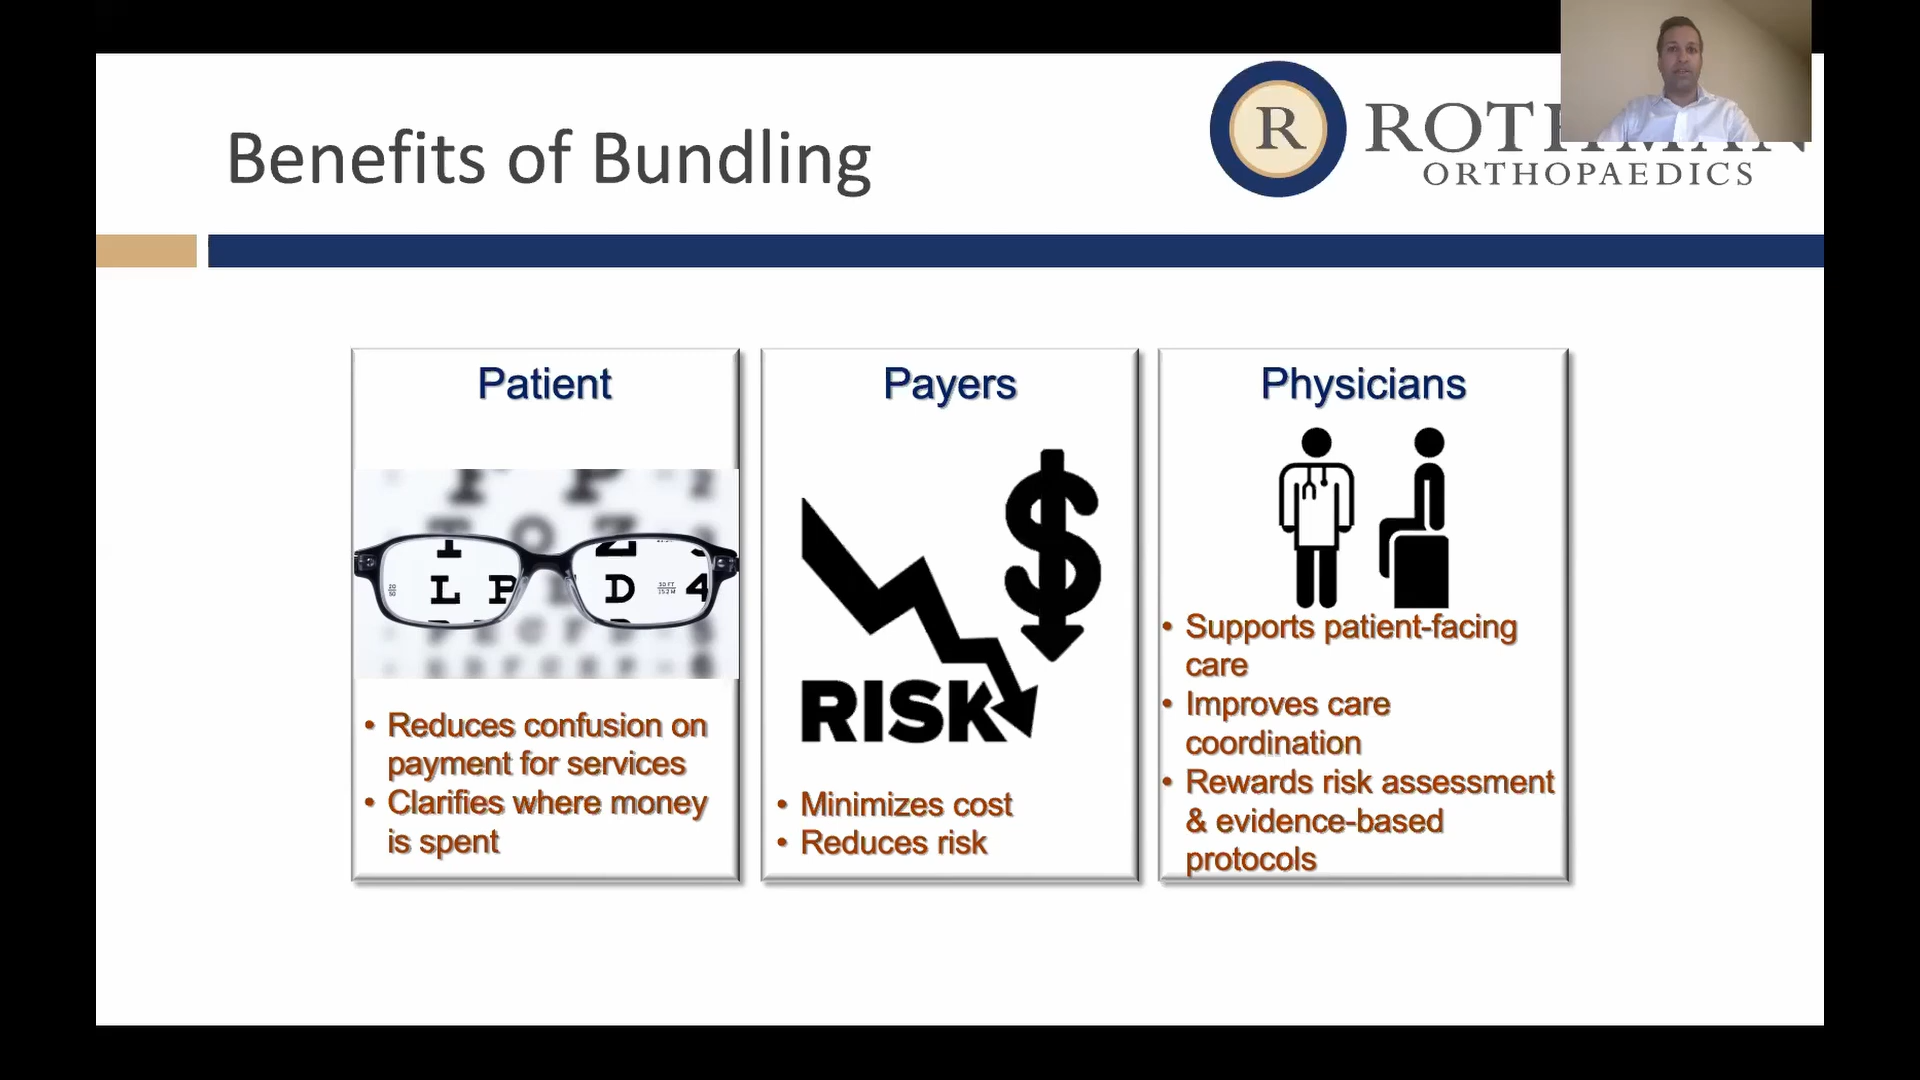 Benefits of Bundling
R
ORTHOPAEDICS
Patient
L P D 4
• Reduces confusion on
payment for services
• Clarifies where money
is spent
Payers
$
RISK
• Minimizes cost
• Reduces risk
Physicians
• Supports patient-facing
care
• Improves care
coordination
• Rewards risk assessment
& evidence-based
protocols